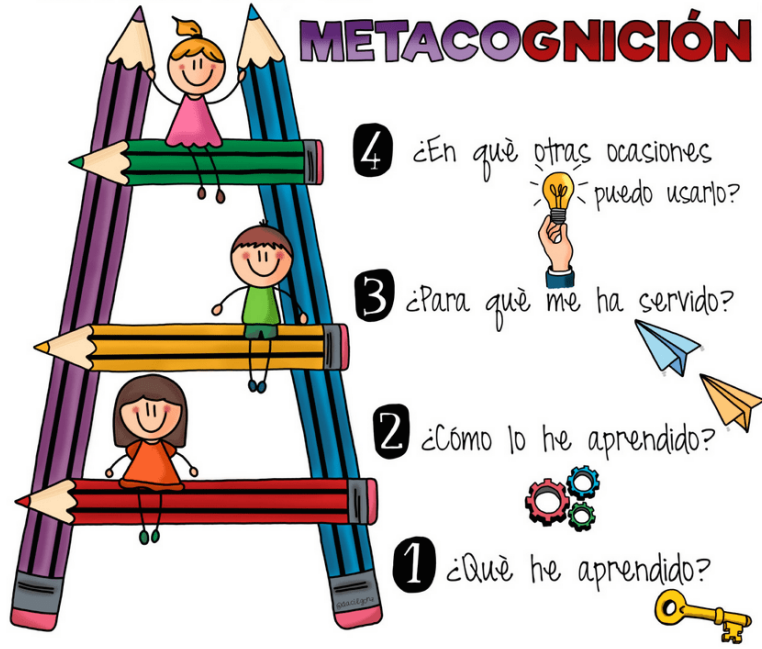 METACOGNICIÓN
4 ¿En què otras ocasiones
puedo usarlo?
3 ¿Para què me ha servido?
2 ¿Cómo lo he aprendido?
1 ¿Què he aprendido?